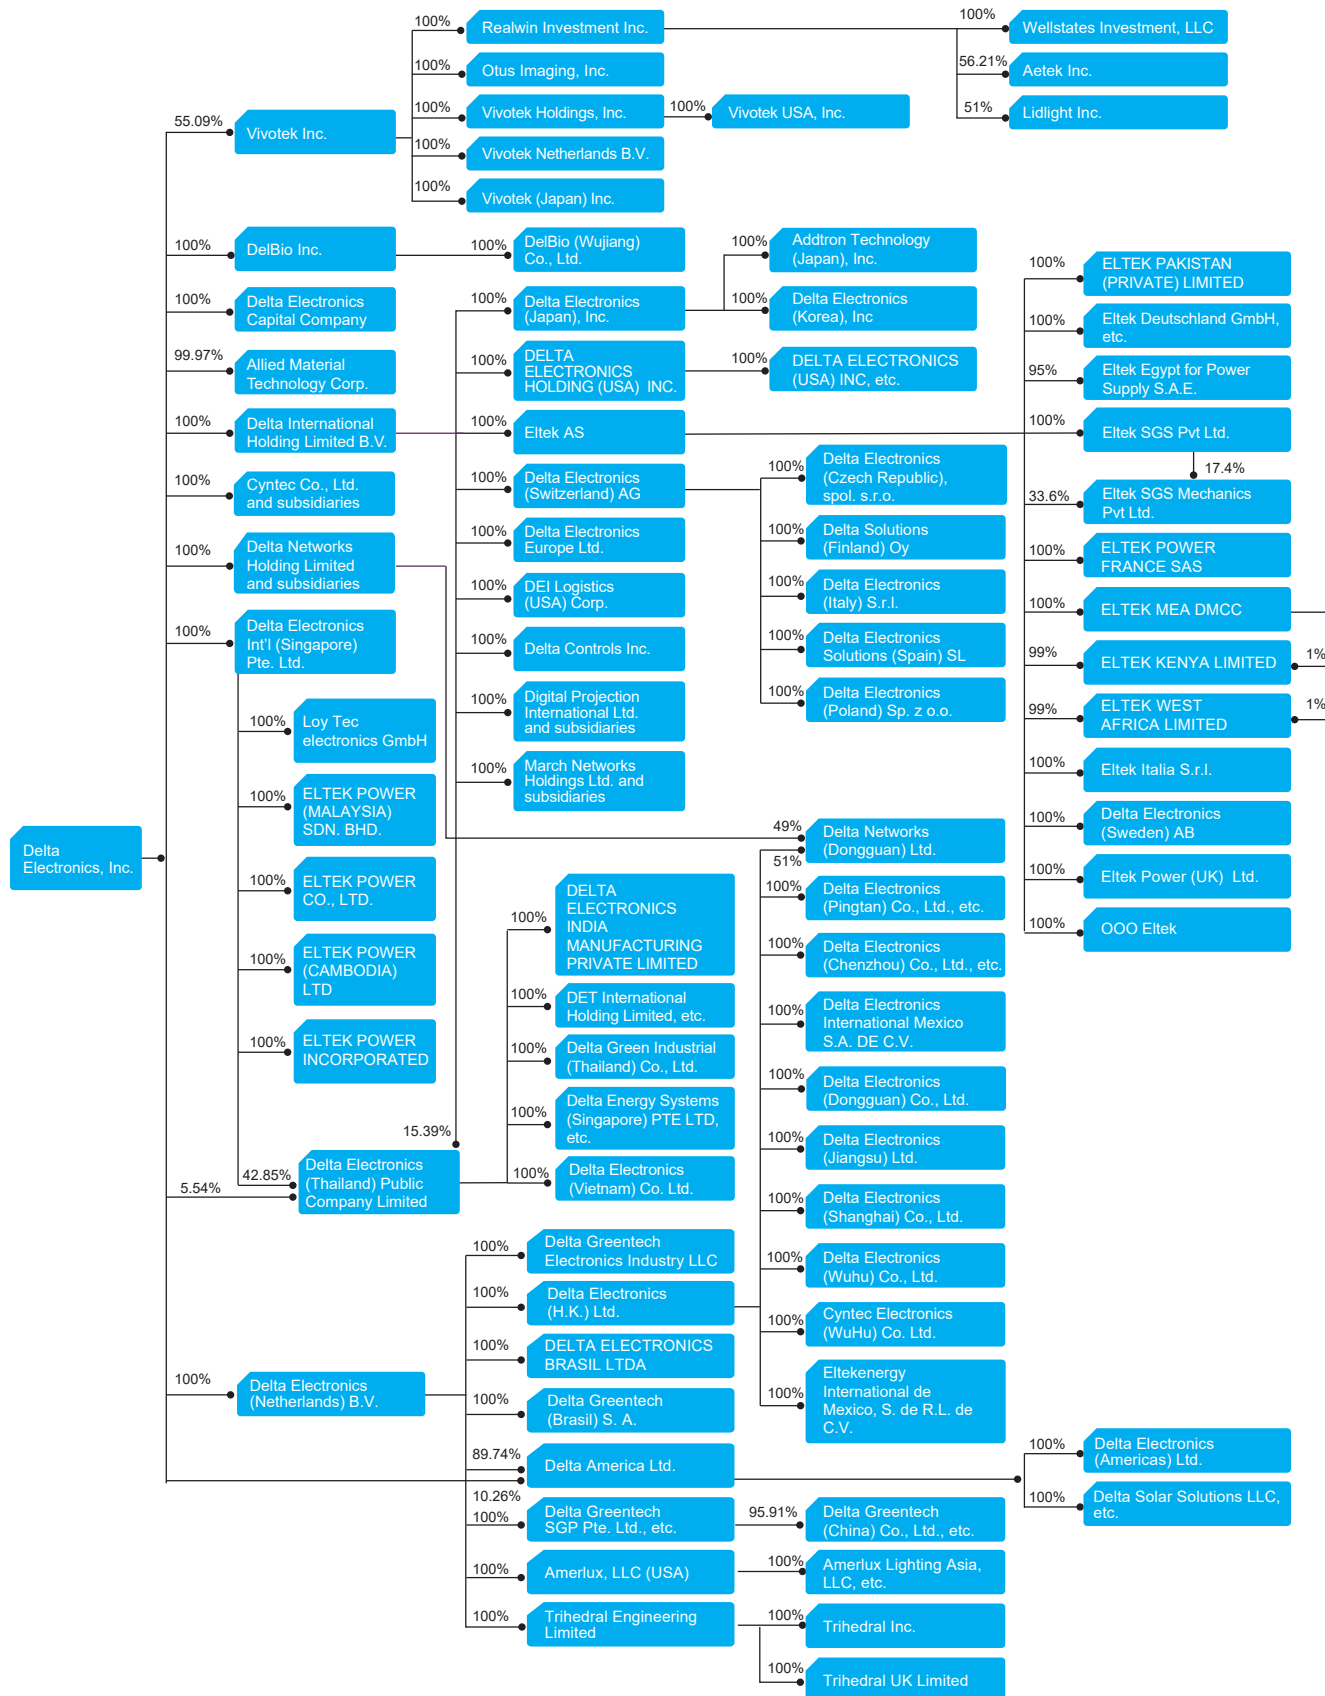 100%
Realwin Investment Inc.
100%
Wellstates Investment, LLC
100%
Otus Imaging, Inc.
56.21%
Aetek Inc.
100%
Vivotek Holdings, Inc.
100%
Vivotek USA, Inc.
51%
Lidlight Inc.
55.09%
Vivotek Inc.
100%
Vivotek Netherlands B.V.
100%
Vivotek (Japan) Inc.
100%
DelBio Inc.
100%
DelBio (Wujiang)
Co., Ltd.
100%
Addtron Technology
(Japan), Inc.
100%
Delta Electronics
Capital Company
100%
Delta Electronics
(Japan), Inc.
100%
Delta Electronics
(Korea), Inc
99.97%
Allied Material
Technology Corp.
100%
DELTA
ELECTRONICS
HOLDING (USA) INC.
100%
DELTA ELECTRONICS
(USA) INC, etc.
100%
Delta International
Holding Limited B.V.
100%
Eltek AS
100%
Cyntec Co., Ltd.
and subsidiaries
100%
Delta Electronics
(Switzerland) AG
100%
Delta Networks
Holding Limited
and subsidiaries
100%
Delta Electronics
Europe Ltd.
100%
DEI Logistics
(USA) Corp.
100%
Delta Electronics
Int'l (Singapore)
Pte. Ltd.
100%
Delta Controls Inc.
100%
Digital Projection
International Ltd.
and subsidiaries
100%
March Networks
Holdings Ltd. and
subsidiaries
100%
Delta Electronics
(Czech Republic),
spol. s.r.o.
100%
Delta Solutions
(Finland) Oy
100%
Delta Electronics
(Italy) S.r.l.
100%
Delta Electronics
Solutions (Spain) SL
100%
Delta Electronics
(Poland) Sp. z o.o.
100%
ELTEK PAKISTAN
(PRIVATE) LIMITED
100%
Eltek Deutschland GmbH,
etc.
95%
Eltek Egypt for Power
Supply S.A.E.
100%
Eltek SGS Pvt Ltd.
17.4%
33.6%
Eltek SGS Mechanics
Pvt Ltd.
100%
ELTEK POWER
FRANCE SAS
100%
ELTEK MEA DMCC
99%
ELTEK KENYA LIMITED
1%
99%
ELTEK WEST
AFRICA LIMITED
1%
100%
Eltek Italia S.r.l.
100%
Delta Electronics
(Sweden) AB
100%
Eltek Power (UK) Ltd.
100%
OOO Eltek
100%
Loy Tec
electronics GmbH
100%
ELTEK POWER
(MALAYSIA)
SDN. BHD.
100%
ELTEK POWER
CO., LTD.
100%
ELTEK POWER
(CAMBODIA)
LTD
100%
ELTEK POWER
INCORPORATED
Delta
Electronics, Inc.
15.39%
42.85%
5.54%
Delta Electronics
(Thailand) Public
Company Limited
100%
DELTA
ELECTRONICS
INDIA
MANUFACTURING
PRIVATE LIMITED
100%
DET International
Holding Limited, etc.
100%
Delta Green Industrial
(Thailand) Co., Ltd.
100%
Delta Energy Systems
(Singapore) PTE LTD,
etc.
100%
Delta Electronics
(Vietnam) Co. Ltd.
49%
51%
Delta Networks
(Dongguan) Ltd.
100%
Delta Electronics
(Pingtan) Co., Ltd., etc.
100%
Delta Electronics
(Chenzhou) Co., Ltd., etc.
100%
Delta Electronics
International Mexico
S.A. DE C.V.
100%
Delta Electronics
(Dongguan) Co., Ltd.
100%
Delta Electronics
(Jiangsu) Ltd.
100%
Delta Electronics
(Shanghai) Co., Ltd.
100%
Delta Electronics
(Wuhu) Co., Ltd.
100%
Cyntec Electronics
(WuHu) Co. Ltd.
100%
Eltekenergy
International de
Mexico, S. de R.L. de
C.V.
100%
Delta Electronics
(Netherlands) B.V.
100%
Delta Greentech
Electronics Industry LLC
100%
Delta Electronics
(H.K.) Ltd.
100%
DELTA ELECTRONICS
BRASIL LTDA
100%
Delta Greentech
(Brasil) S. A.
89.74%
Delta America Ltd.
10.26%
100%
Delta Electronics
(Americas) Ltd.
100%
Delta Solar Solutions LLC,
etc.
100%
Delta Greentech
SGP Pte. Ltd., etc.
95.91%
Delta Greentech
(China) Co., Ltd., etc.
100%
Amerlux, LLC (USA)
100%
Amerlux Lighting Asia,
LLC, etc.
100%
Trihedral Engineering
Limited
100%
Trihedral Inc.
100%
Trihedral UK Limited